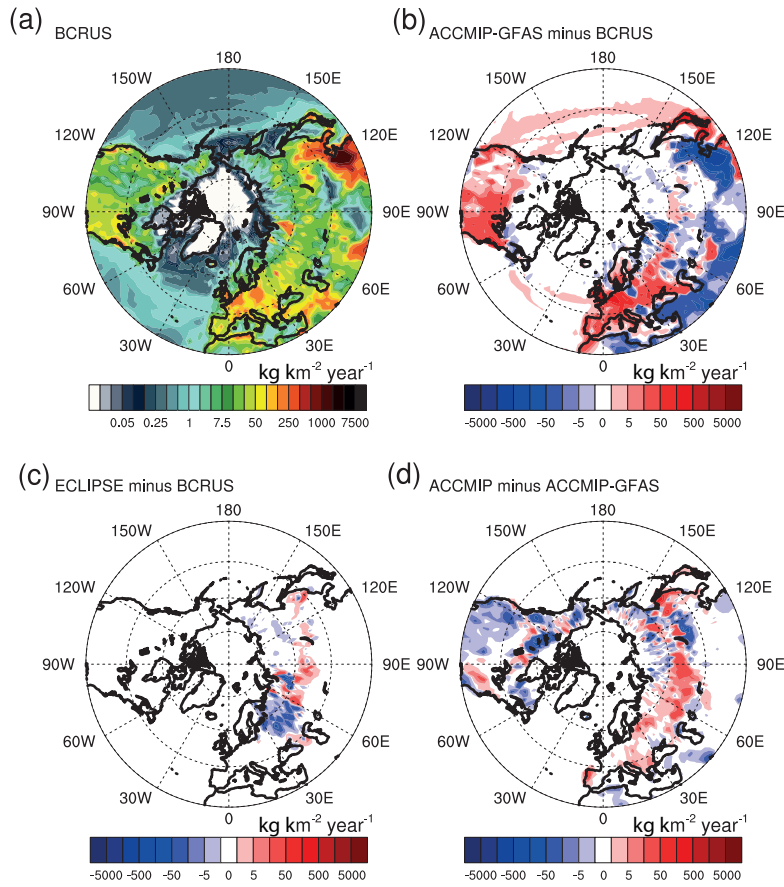 (a) BCRUS
180
150W 150E
120W 120E
90W 90E
60W 60E
30W 30E
0
kg km-2 year-1
0.05 0.25 1 7.5 50 250 1000 7500
(b) ACCMIP-GFAS minus BCRUS
180
150W 150E
120W 120E
90W 90E
60W 60E
30W 30E
0
kg km-2 year-1
-5000 -500 -50 -5 0 5 50 500 5000
(c) ECLIPSE minus BCRUS
180
150W 150E
120W 120E
90W 90E
60W 60E
30W 30E
0
kg km-2 year-1
-5000 -500 -50 -5 0 5 50 500 5000
(d) ACCMIP minus ACCMIP-GFAS
180
150W 150E
120W 120E
90W 90E
60W 60E
30W 30E
0
kg km-2 year-1
-5000 -500 -50 -5 0 5 50 500 5000